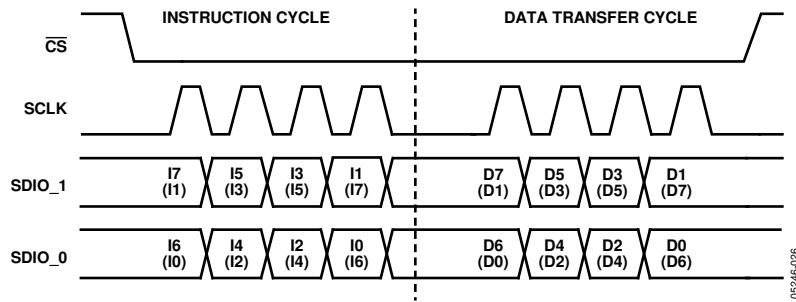 INSTRUCTION CYCLE DATA TRANSFER CYCLE
CS
SCLK
SDIO_1 I7 I5 I3 I1 D7 D5 D3 D1
(I1) (I3) (I5) (I7) (D1) (D3) (D5) (D7)
SDIO_0 I6 I4 I2 I0 D6 D4 D2 D0
(I0) (I2) (I4) (I6) (D0) (D2) (D4) (D6)
05246-026